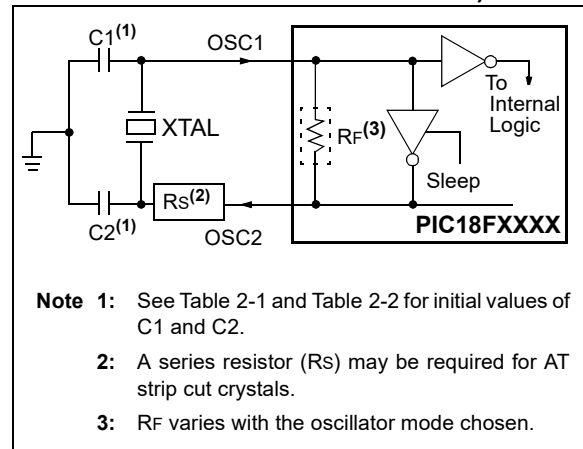 C1(1)
OSC1
To
Internal
Logic
XTAL
RF(3)
Sleep
C2(1)
RS(2)
OSC2
PIC18FXXXX
Note 1: See Table 2-1 and Table 2-2 for initial values of
C1 and C2.
2: A series resistor (RS) may be required for AT
strip cut crystals.
3: RF varies with the oscillator mode chosen.